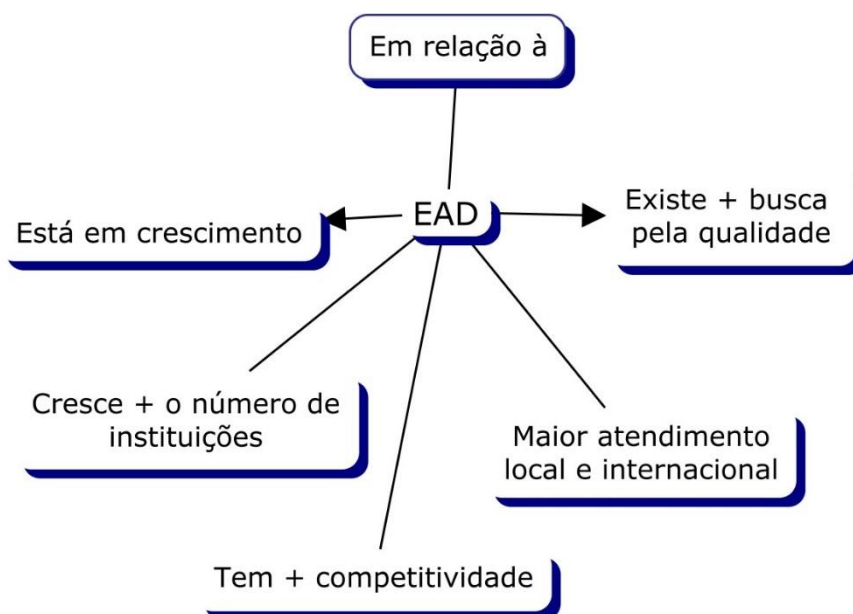 Em relação à
EAD
Está em crescimento
Existe + busca
pela qualidade
Cresce + o número de
instituições
Maior atendimento
local e internacional
Tem + competitividade